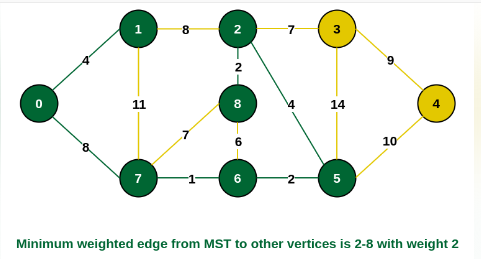 1 8 2 7 3
4 2 9
0 11 8 4 14 4
8 7 6 10
7 1 6 2 5
Minimum weighted edge from MST to other vertices is 2-8 with weight 2